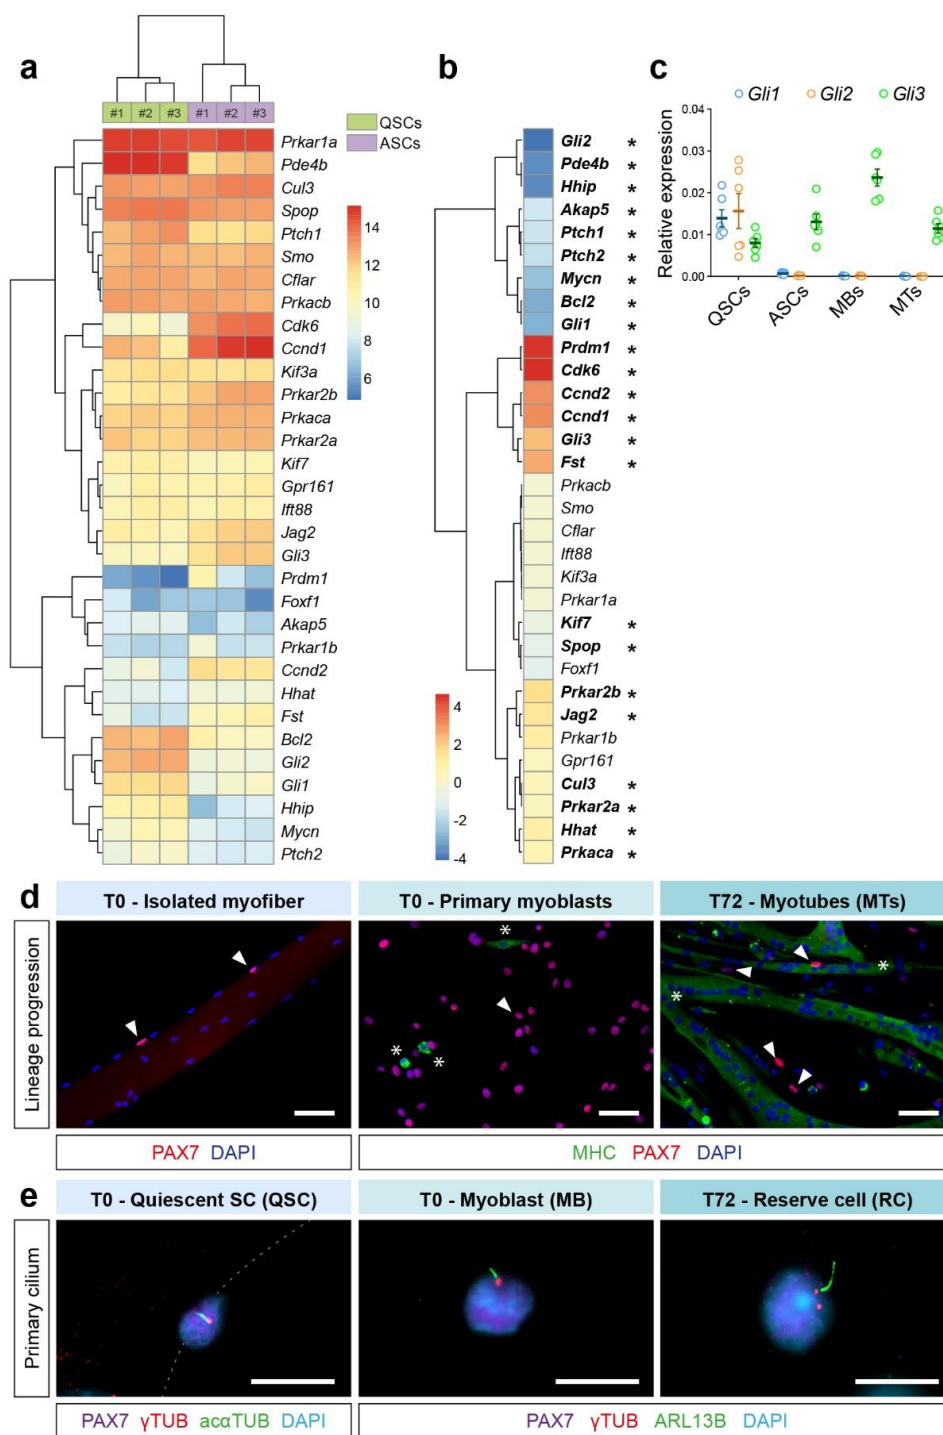 a
#1 #2 #3 #1 #2 #3
QSCs
ASCs
Prkar1a
Pde4b
Cul3
Spop
Ptch1
Smo
Cflar
Prkacb
Cdk6
Ccnd1
Kif3a
Prkar2b
Prkaca
Prkar2a
Kif7
Gpr161
Ift88
Jag2
Gli3
Prdm1
Foxf1
Akap5
Prkar1b
Ccnd2
Hhat
Fst
Bcl2
Gli2
Gli1
Hhip
Mycn
Ptch2
14
12
10
8
6
b
Gli2 *
Pde4b *
Hhip *
Akap5 *
Ptch1 *
Ptch2 *
Mycn *
Bcl2 *
Gli1 *
Prdm1 *
Cdk6 *
Ccnd2 *
Ccnd1 *
Gli3 *
Fst *
Prkacb
Smo
Cflar
Ift88
Kif3a
Prkar1a
Kif7 *
Spop *
Foxf1
Prkar2b *
Jag2 *
Prkar1b
Gpr161
Cul3 *
Prkar2a *
Hhat *
Prkaca *
4
2
0
-2
-4
c
Gli1 Gli2 Gli3
Relative expression
0.04
0.03
0.02
0.01
0.00
QSCs ASCs MBs MTs
d
Lineage progression
T0 - Isolated myofiber
T0 - Primary myoblasts
T72 - Myotubes (MTs)
*
* *
* *
PAX7 DAPI
MHC PAX7 DAPI
e
Primary cilium
T0 - Quiescent SC (QSC)
T0 - Myoblast (MB)
T72 - Reserve cell (RC)
PAX7 γTUB acαTUB DAPI
PAX7 γTUB ARL13B DAPI